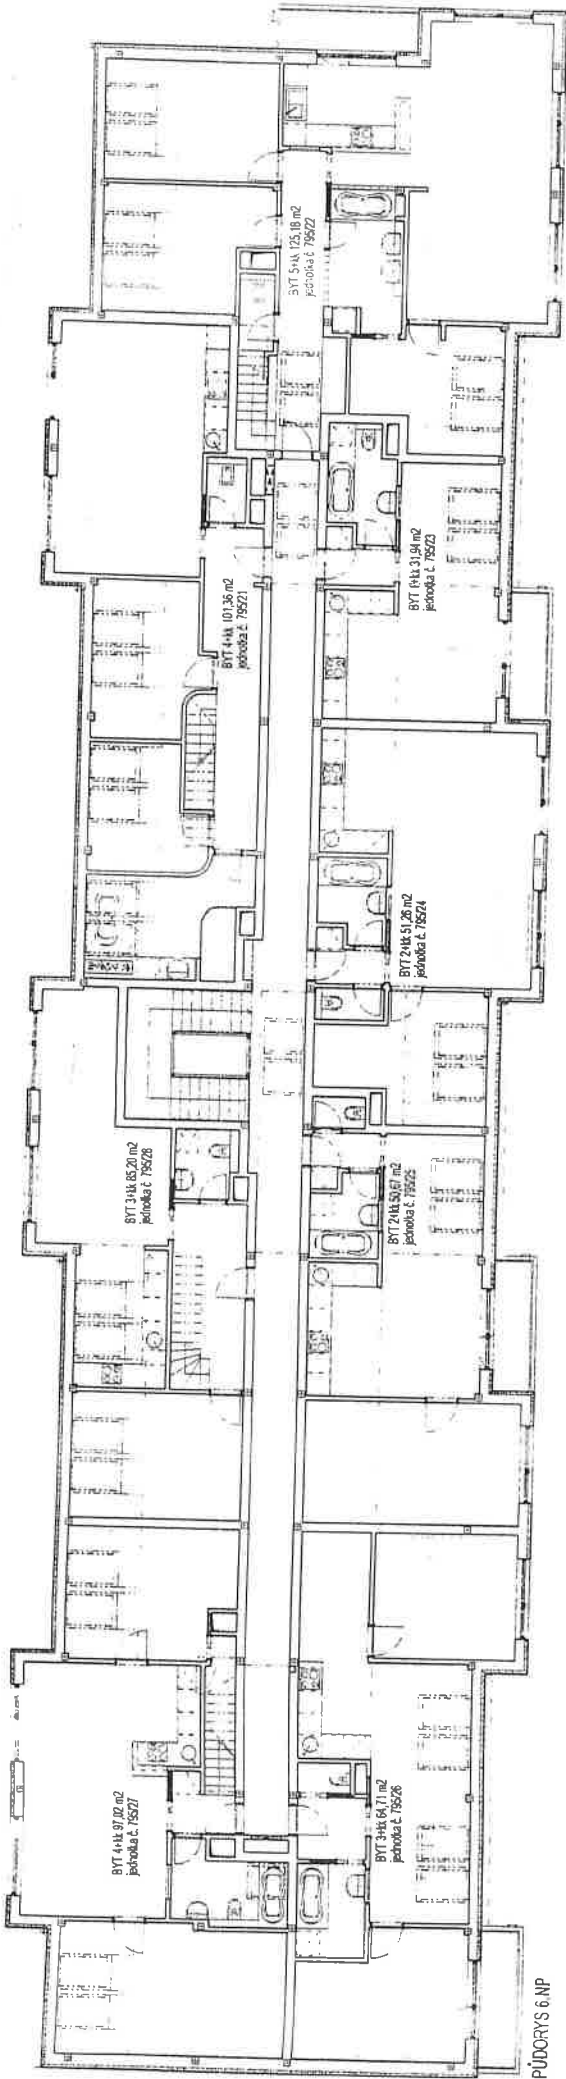 BYT 5+kk 125,18 m2
jednotka č. 795/22
BYT 4+kk 101,36 m2
jednotka č. 795/21
BYT 1+kk 31,94 m2
jednotka č. 795/23
BYT 2+kk 51,26 m2
jednotka č. 795/24
BYT 3+kk 85,20 m2
jednotka č. 795/28
BYT 2+kk 50,67 m2
jednotka č. 795/25
BYT 4+kk 97,02 m2
jednotka č. 795/27
BYT 3+kk 64,71 m2
jednotka č. 795/26
PŮDORYS 6.NP